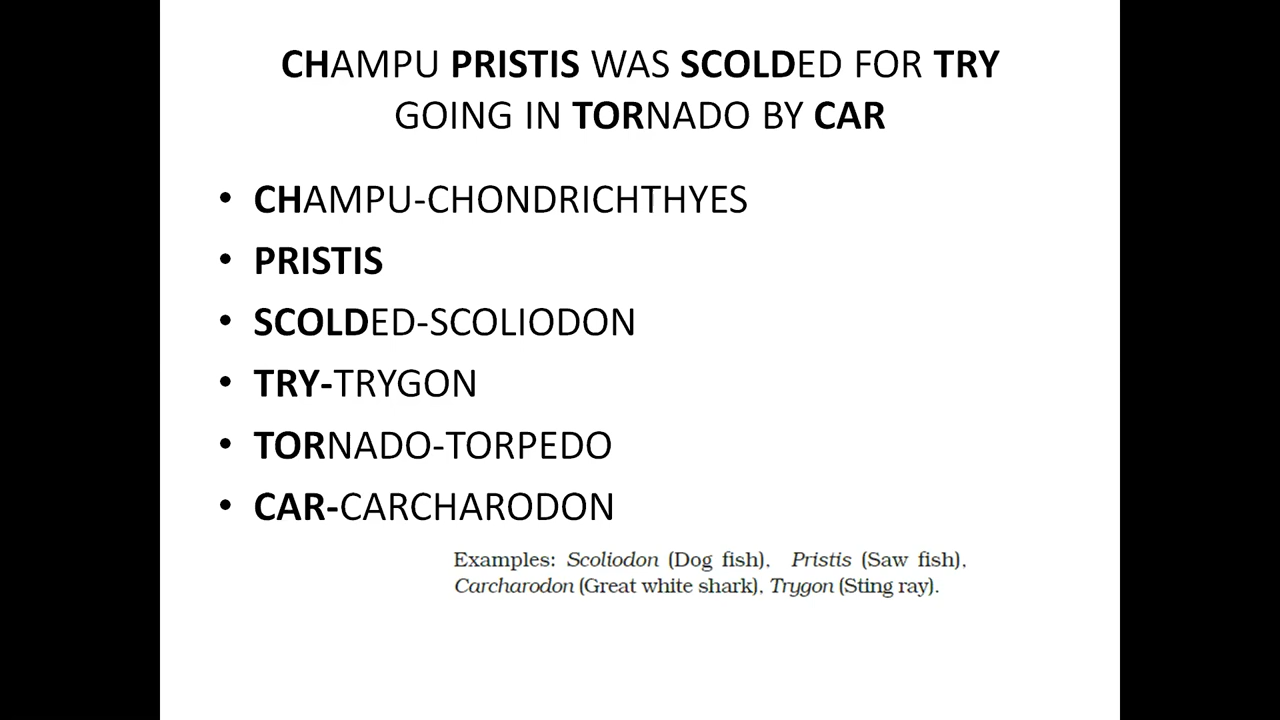 CHAMPU PRISTIS WAS SCOLDED FOR TRY
GOING IN TORNADO BY CAR
• CHAMPU-CHONDRICHTHYES
• PRISTIS
• SCOLDED-SCOLIODON
• TRY-TRYGON
• TORNADO-TORPEDO
• CAR-CARCHARODON
Examples: Scoliodon (Dog fish), Pristis (Saw fish),
Carcharodon (Great white shark), Trygon (Sting ray).